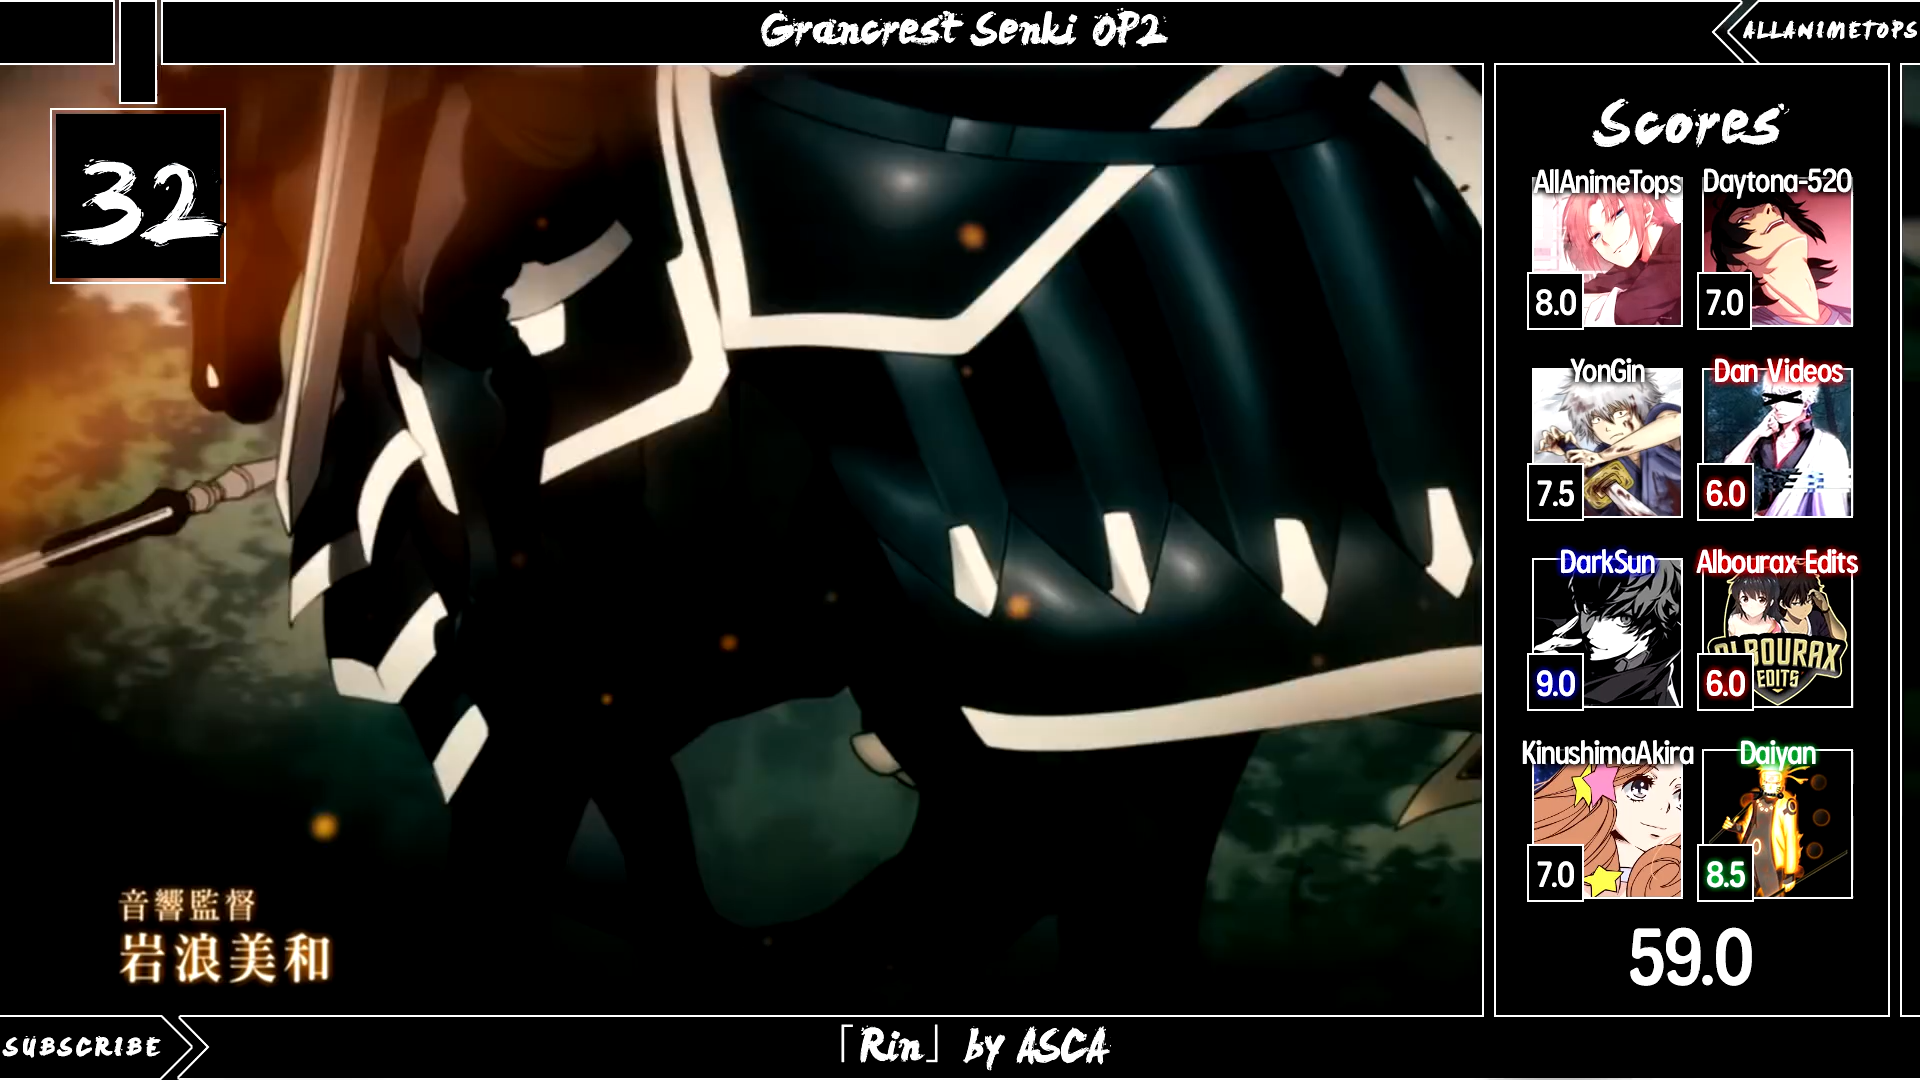 Grancrest Senki OP2
ALLANIMETOPS
32
Scores
AllAnimeTops
Daytona-520
8.0
7.0
YonGin
Dan Videos
7.5
6.0
DarkSun
Albourax Edits
ALBOURAX
EDITS
9.0
6.0
KinushimaAkira
Daiyan
7.0
8.5
59.0
音響監督
岩浪美和
SUBSCRIBE
「Rin」 by ASCA